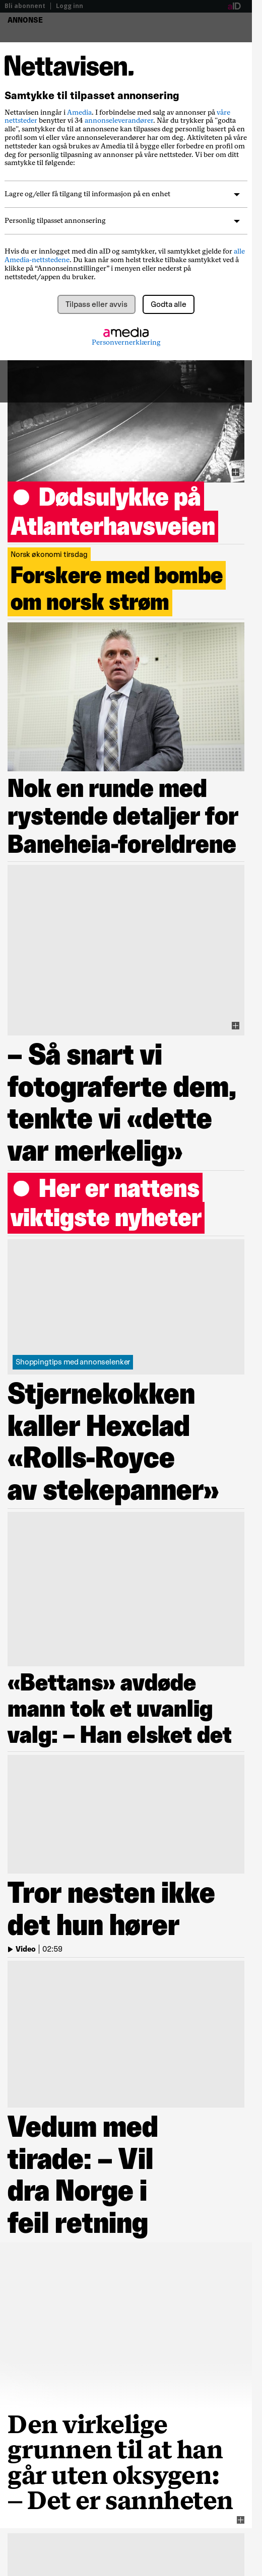 Bli abonnent | Logg inn
aID
ANNONSE
Nettavisen.
Samtykke til tilpasset annonsering
Nettavisen inngår i Amedia. I forbindelse med salg av annonser på våre
nettsteder benytter vi 34 annonseleverandører. Når du trykker på "godta
alle", samtykker du til at annonsene kan tilpasses deg personlig basert på en
profil som vi eller våre annonseleverandører har om deg. Aktiviteten på våre
nettsteder kan også brukes av Amedia til å bygge eller forbedre en profil om
deg for personlig tilpasning av annonser på våre nettsteder. Vi ber om ditt
samtykke til følgende:
Lagre og/eller få tilgang til informasjon på en enhet
Personlig tilpasset annonsering
Hvis du er innlogget med din aID og samtykker, vil samtykket gjelde for alle
Amedia-nettstedene. Du kan når som helst trekke tilbake samtykket ved å
klikke på “Annonseinnstillinger” i menyen eller nederst på
nettstedet/appen du bruker.
Tilpass eller avvis
Godta alle
amedia
Personvernerklæring
Dødsulykke på
Atlanterhavsveien
Norsk økonomi tirsdag
Forskere med bombe
om norsk strøm
Nok en runde med
rystende detaljer for
Baneheia-foreldrene
– Så snart vi
fotograferte dem,
tenkte vi «dette
var merkelig»
Her er nattens
viktigste nyheter
Shoppingtips med annonselenker
Stjernekokken
kaller Hexclad
«Rolls-Royce
av stekepanner»
«Bettans» avdøde
mann tok et uvanlig
valg: – Han elsket det
Tror nesten ikke
det hun hører
Video | 02:59
Vedum med
tirade: – Vil
dra Norge i
feil retning
Den virkelige
grunnen til at han
går uten oksygen:
– Det er sannheten